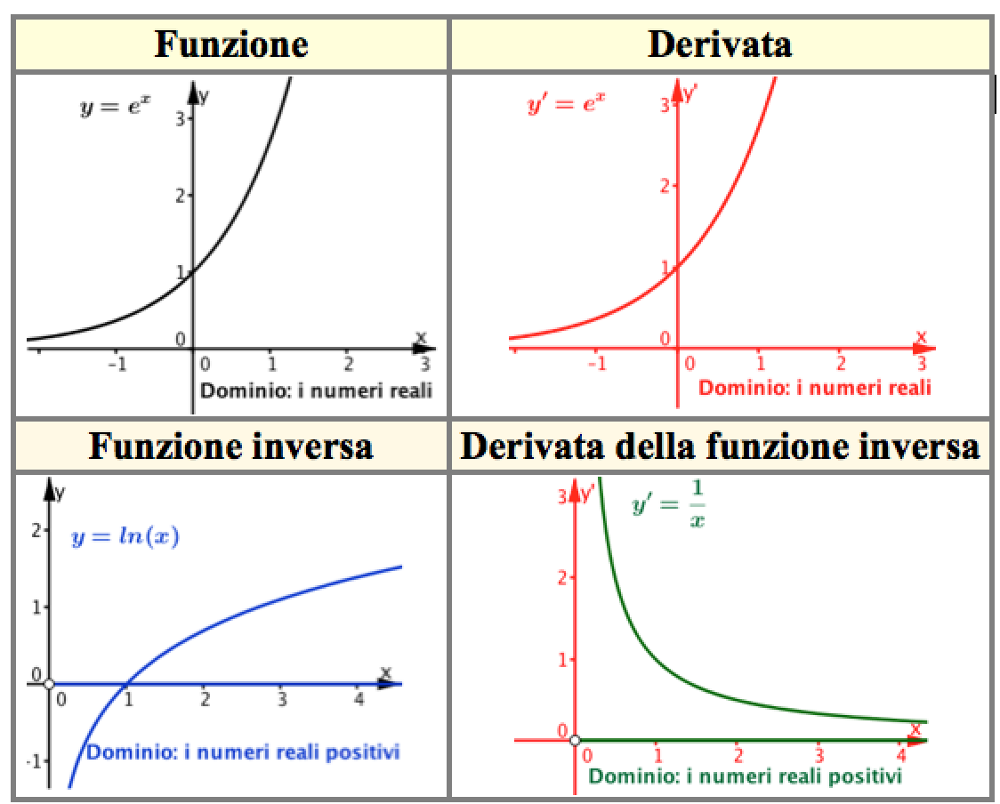 Funzione
Derivata
y = e^x
y
3
2
1
0
-1 0 1 2 3
x
Dominio: i numeri reali
y' = e^x
y'
3
2
1
0
-1 0 1 2 3
x
Dominio: i numeri reali
Funzione inversa
Derivata della funzione inversa
y
2
y = ln(x)
1
0
x
0 1 2 3 4
-1
Dominio: i numeri reali positivi
3
y'
y' = 1/x
2
1
0
x
0 1 2 3 4
Dominio: i numeri reali positivi